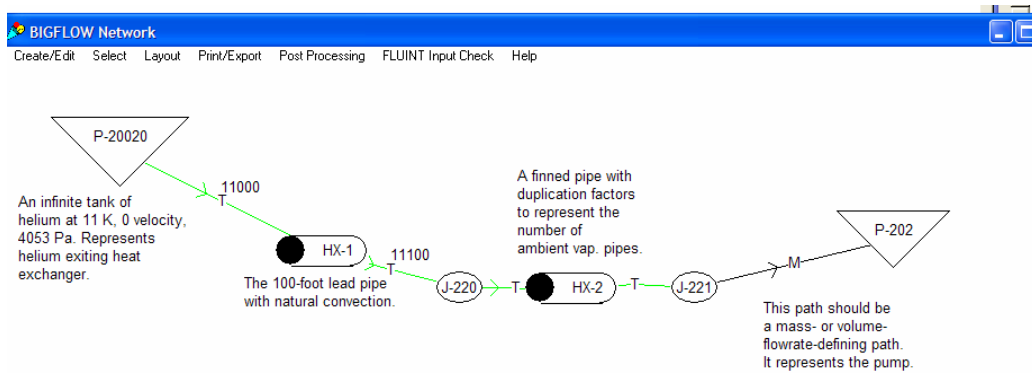 BIGFLOW Network
Create/Edit Select Layout Print/Export Post Processing FLUINT Input Check Help
P-20020
11000
T
An infinite tank of
helium at 11 K, 0 velocity,
4053 Pa. Represents
helium exiting heat
exchanger.
HX-1
The 100-foot lead pipe
with natural convection.
11100
T
J-220
T
A finned pipe with
duplication factors
to represent the
number of
ambient vap. pipes.
HX-2
T
J-221
M
P-202
This path should be
a mass- or volume-
flowrate-defining path.
It represents the pump.